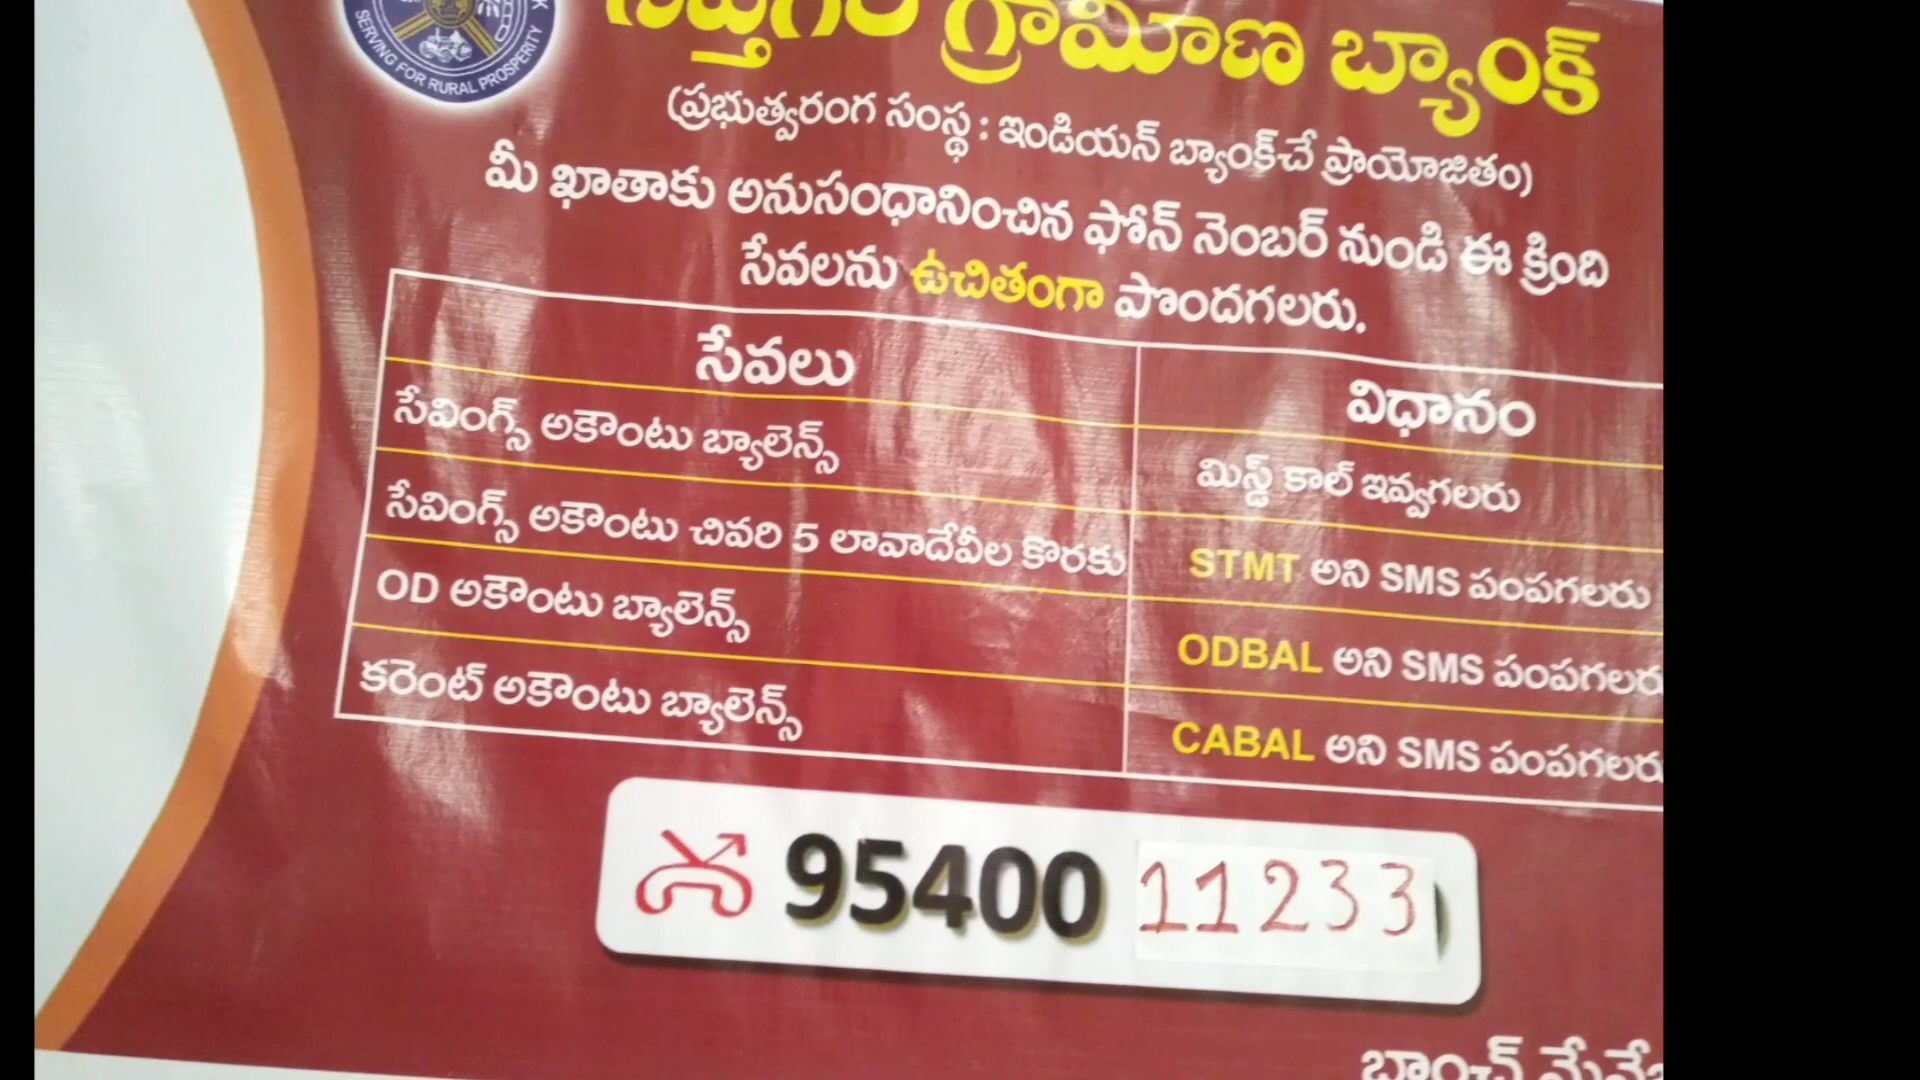 SERVING FOR RURAL PROSPERITY
గ్రామీణ బ్యాంక్
(ప్రభుత్వరంగ సంస్థ : ఇండియన్ బ్యాంక్‌చే ప్రాయోజితం)
మీ ఖాతాకు అనుసంధానించిన ఫోన్ నెంబర్ నుండి ఈ క్రింది
సేవలను ఉచితంగా పొందగలరు.
సేవలు విధానం
సేవింగ్స్ అకౌంటు బ్యాలెన్స్ మిస్డ్ కాల్ ఇవ్వగలరు
సేవింగ్స్ అకౌంటు చివరి 5 లావాదేవీల కొరకు STMT అని SMS పంపగలరు
OD అకౌంటు బ్యాలెన్స్ ODBAL అని SMS పంపగలరు
కరెంట్ అకౌంటు బ్యాలెన్స్ CABAL అని SMS పంపగలరు
95400 11233
బ్రాంచ్